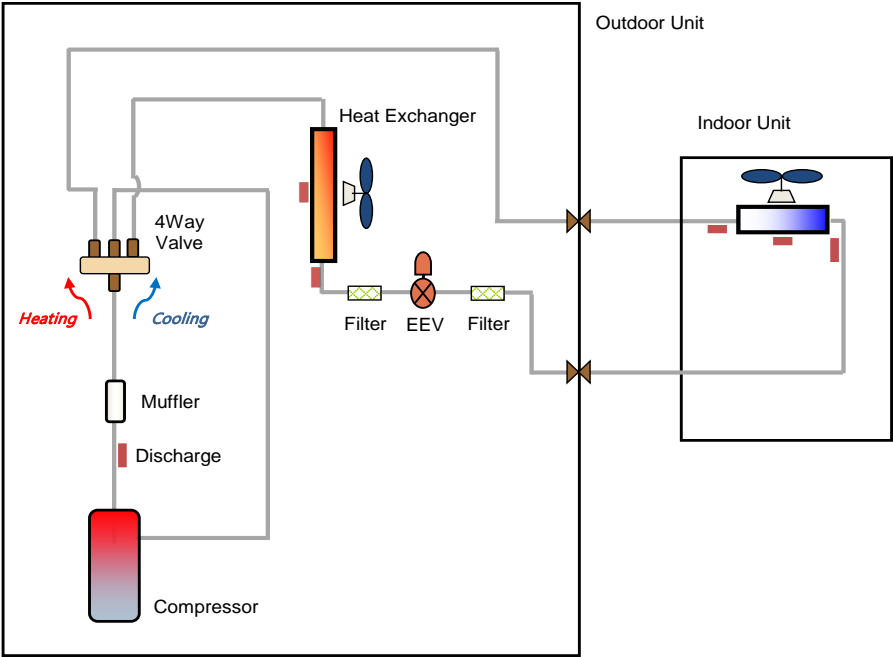 Outdoor Unit
Heat Exchanger
Indoor Unit
4Way
Valve
Heating
Cooling
Filter
EEV
Filter
Muffler
Discharge
Compressor